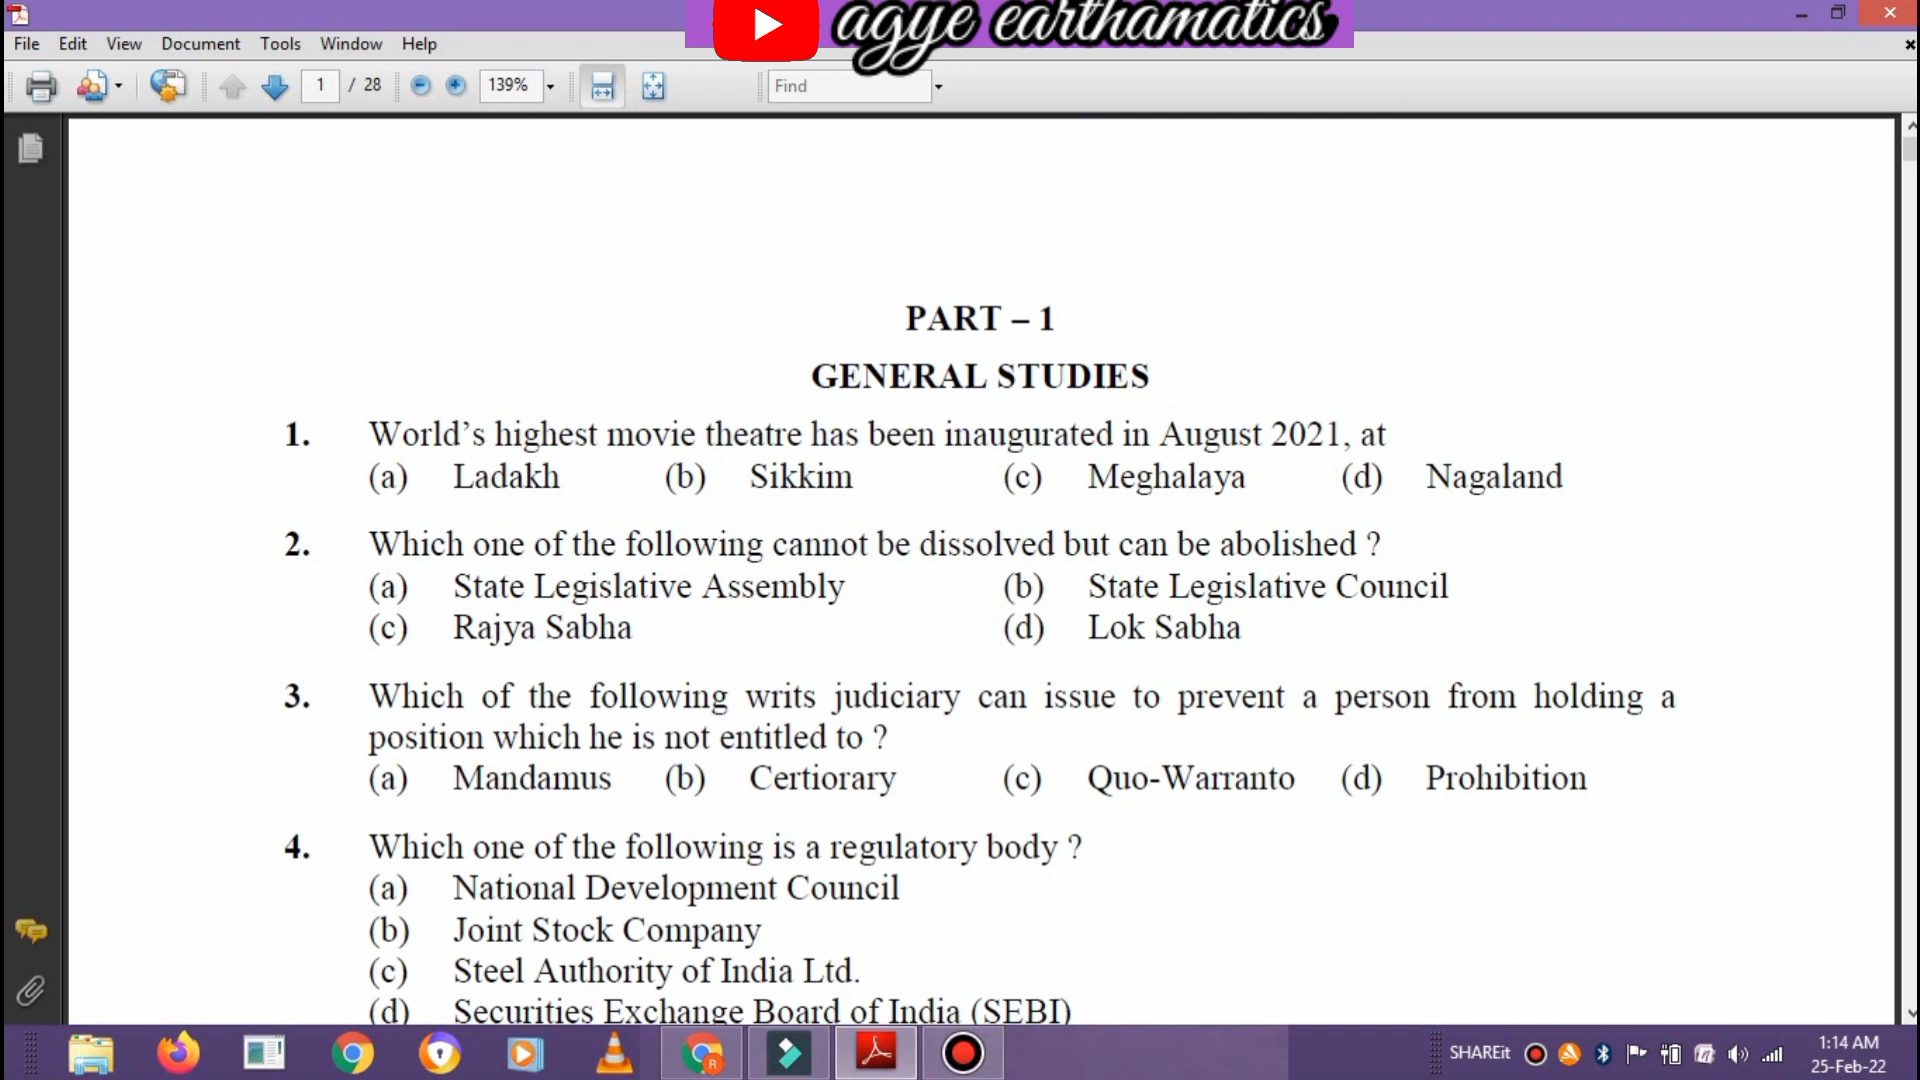 agye earthamatics
File Edit View Document Tools Window Help
1 / 28 139% Find
PART – 1
GENERAL STUDIES
1. World's highest movie theatre has been inaugurated in August 2021, at
(a) Ladakh (b) Sikkim (c) Meghalaya (d) Nagaland
2. Which one of the following cannot be dissolved but can be abolished ?
(a) State Legislative Assembly (b) State Legislative Council
(c) Rajya Sabha (d) Lok Sabha
3. Which of the following writs judiciary can issue to prevent a person from holding a
position which he is not entitled to ?
(a) Mandamus (b) Certiorary (c) Quo-Warranto (d) Prohibition
4. Which one of the following is a regulatory body ?
(a) National Development Council
(b) Joint Stock Company
(c) Steel Authority of India Ltd.
(d) Securities Exchange Board of India (SEBI)
SHAREit 1:14 AM
25-Feb-22